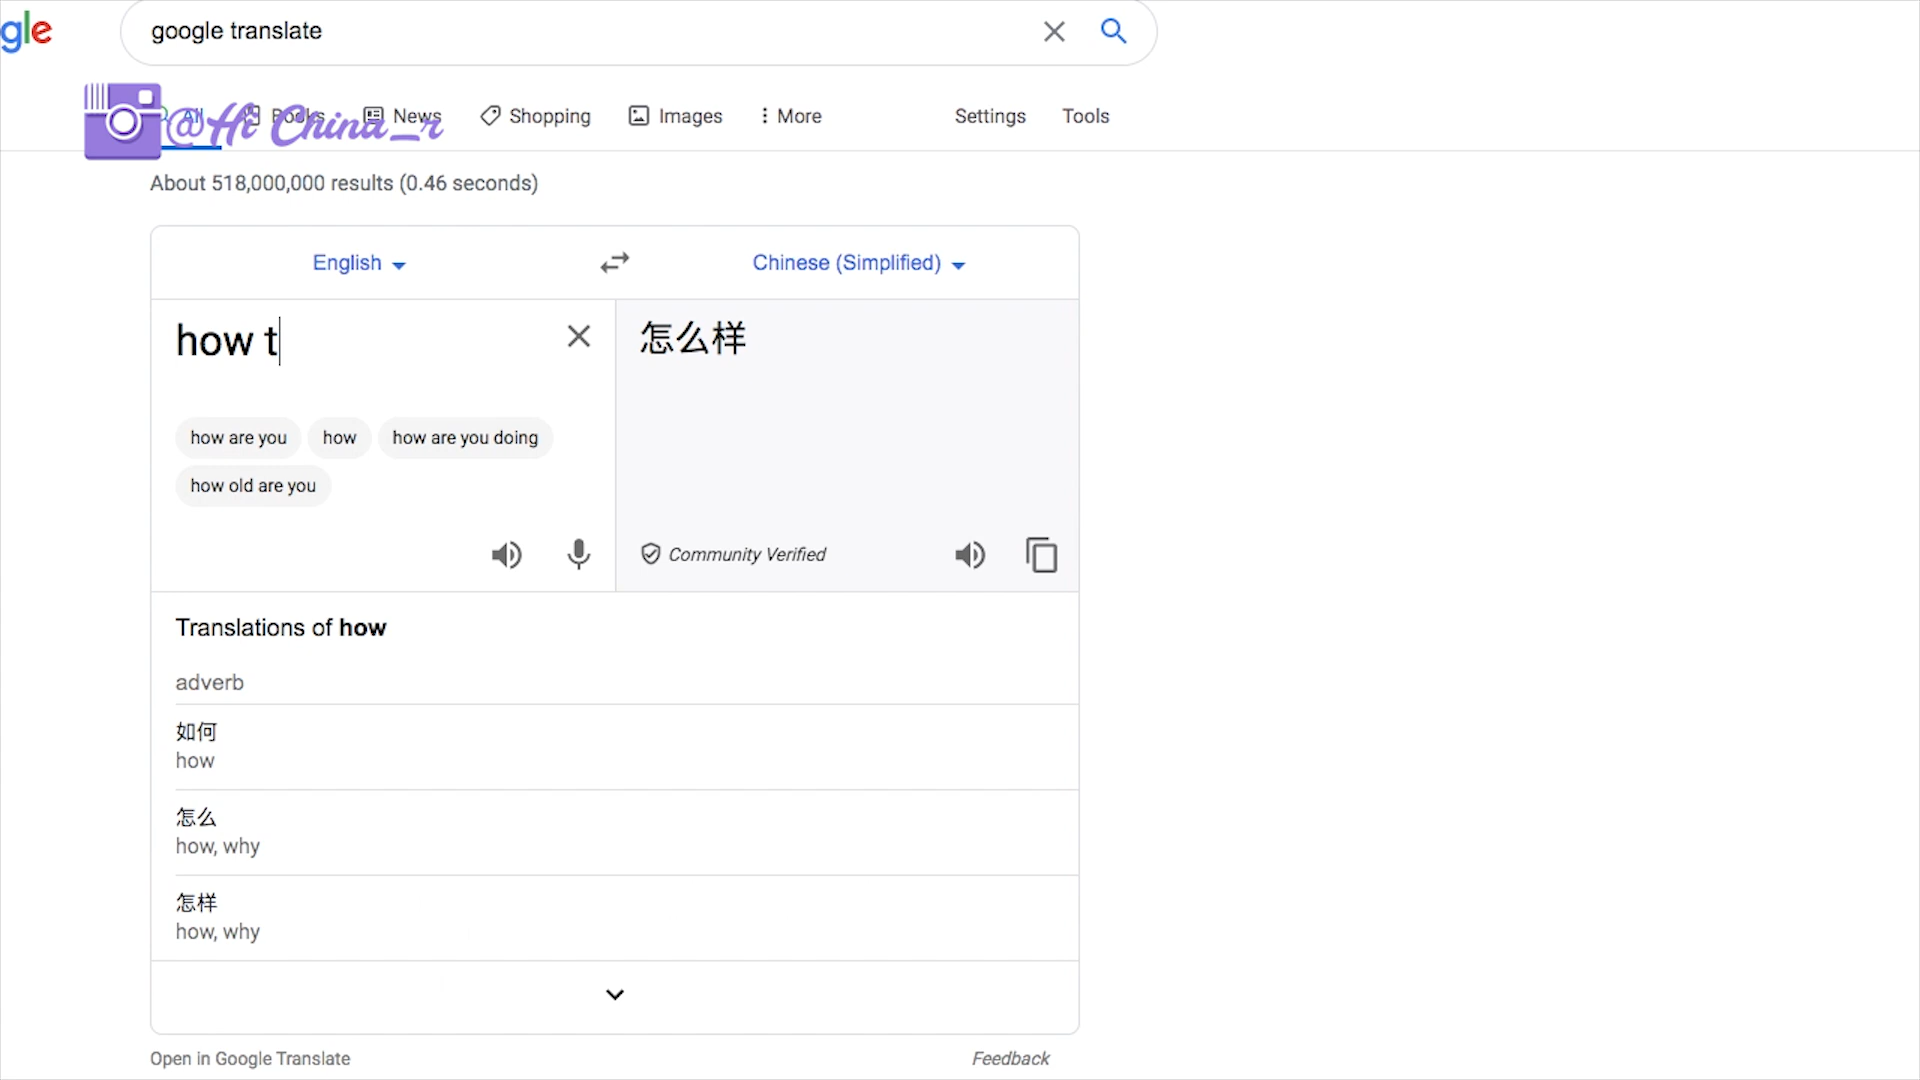 gle
google translate
All Books News Shopping Images More Settings Tools
@Hi China_r
About 518,000,000 results (0.46 seconds)
English Chinese (Simplified)
how t 怎么样
how are you how how are you doing
how old are you
Community Verified
Translations of how
adverb
如何
how
怎么
how, why
怎样
how, why
Open in Google Translate Feedback